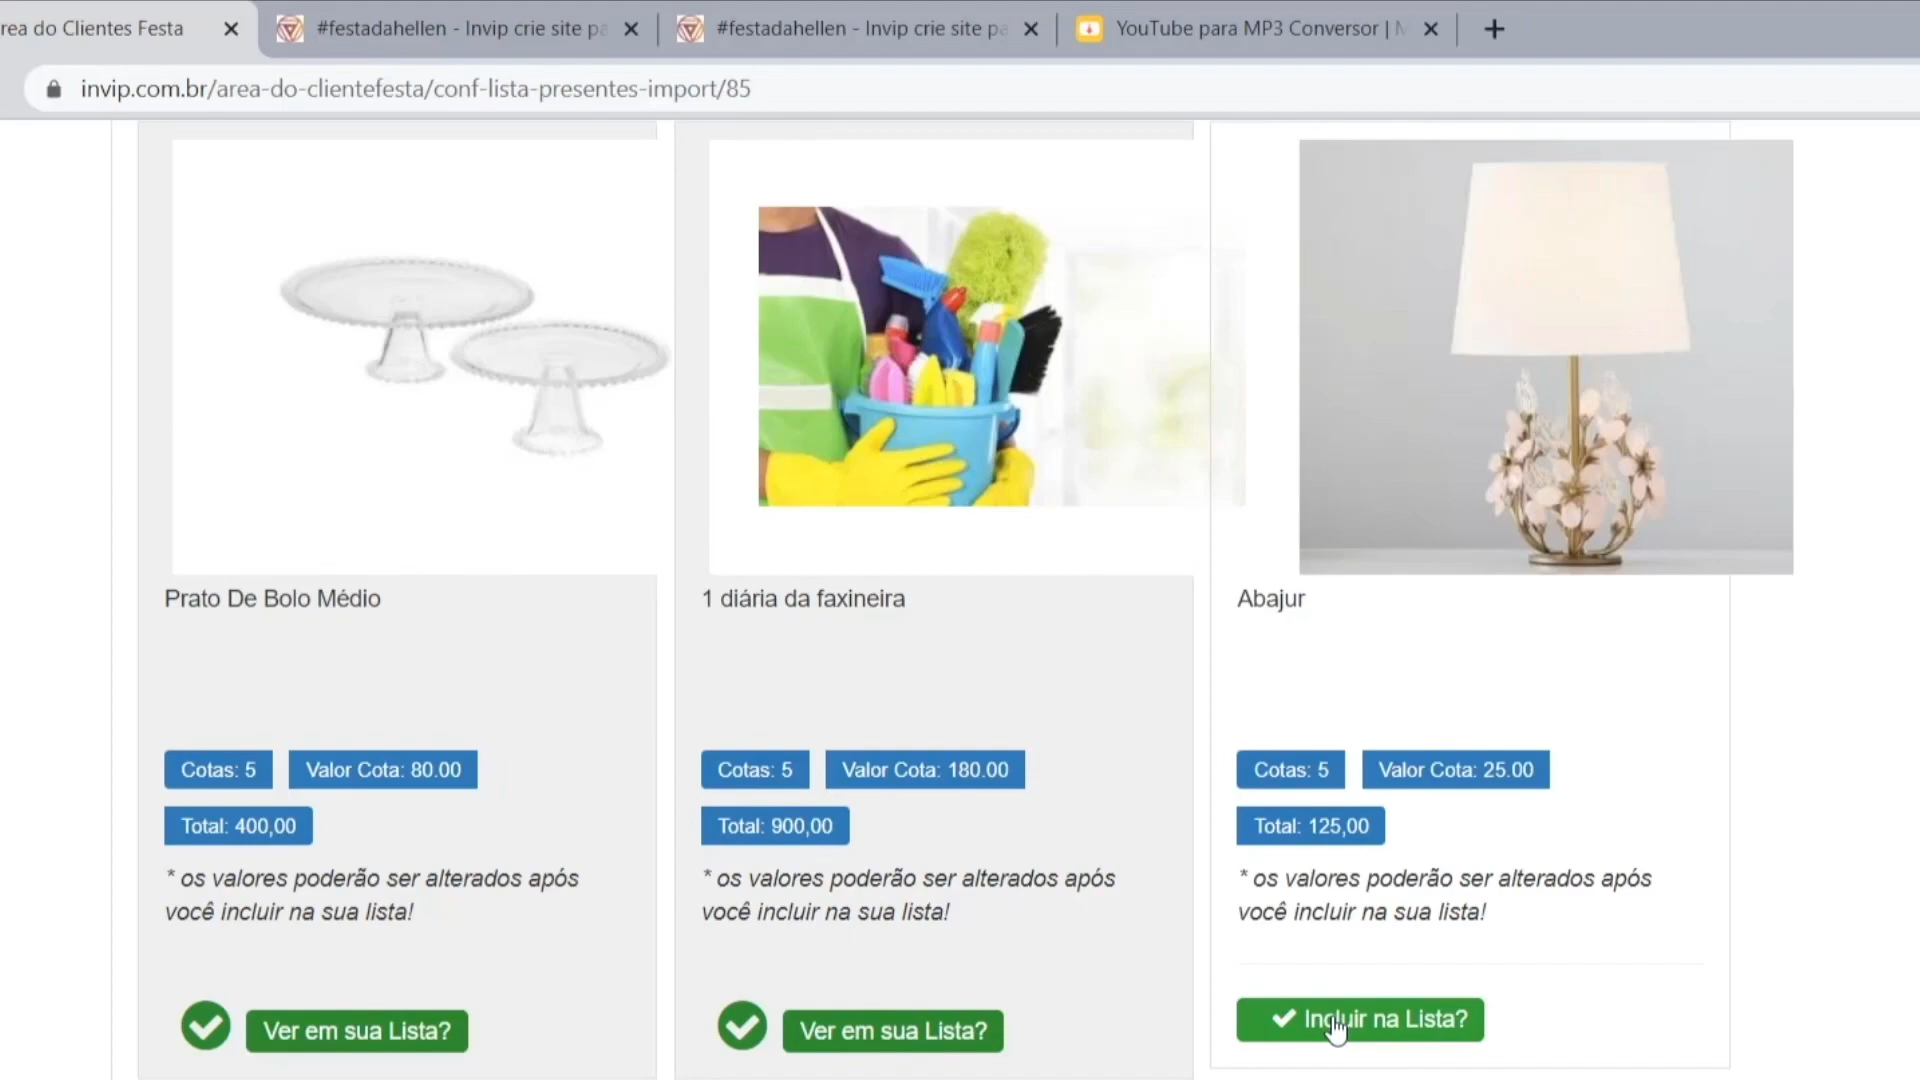 rea do Clientes Festa
#festadahellen - Invip crie site pa
#festadahellen - Invip crie site pa
YouTube para MP3 Conversor |
invip.com.br/area-do-clientefesta/conf-lista-presentes-import/85
Prato De Bolo Médio
Cotas: 5
Valor Cota: 80.00
Total: 400,00
* os valores poderão ser alterados após
você incluir na sua lista!
Ver em sua Lista?
1 diária da faxineira
Cotas: 5
Valor Cota: 180.00
Total: 900,00
* os valores poderão ser alterados após
você incluir na sua lista!
Ver em sua Lista?
Abajur
Cotas: 5
Valor Cota: 25.00
Total: 125,00
* os valores poderão ser alterados após
você incluir na sua lista!
Incluir na Lista?